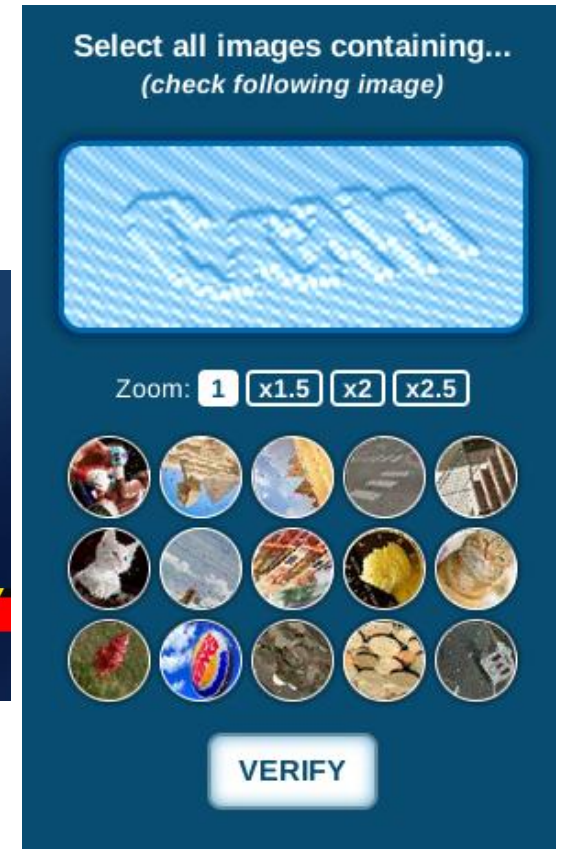 Select all images containing...
(check following image)
Zoom: 1 x1.5 x2 x2.5
VERIFY